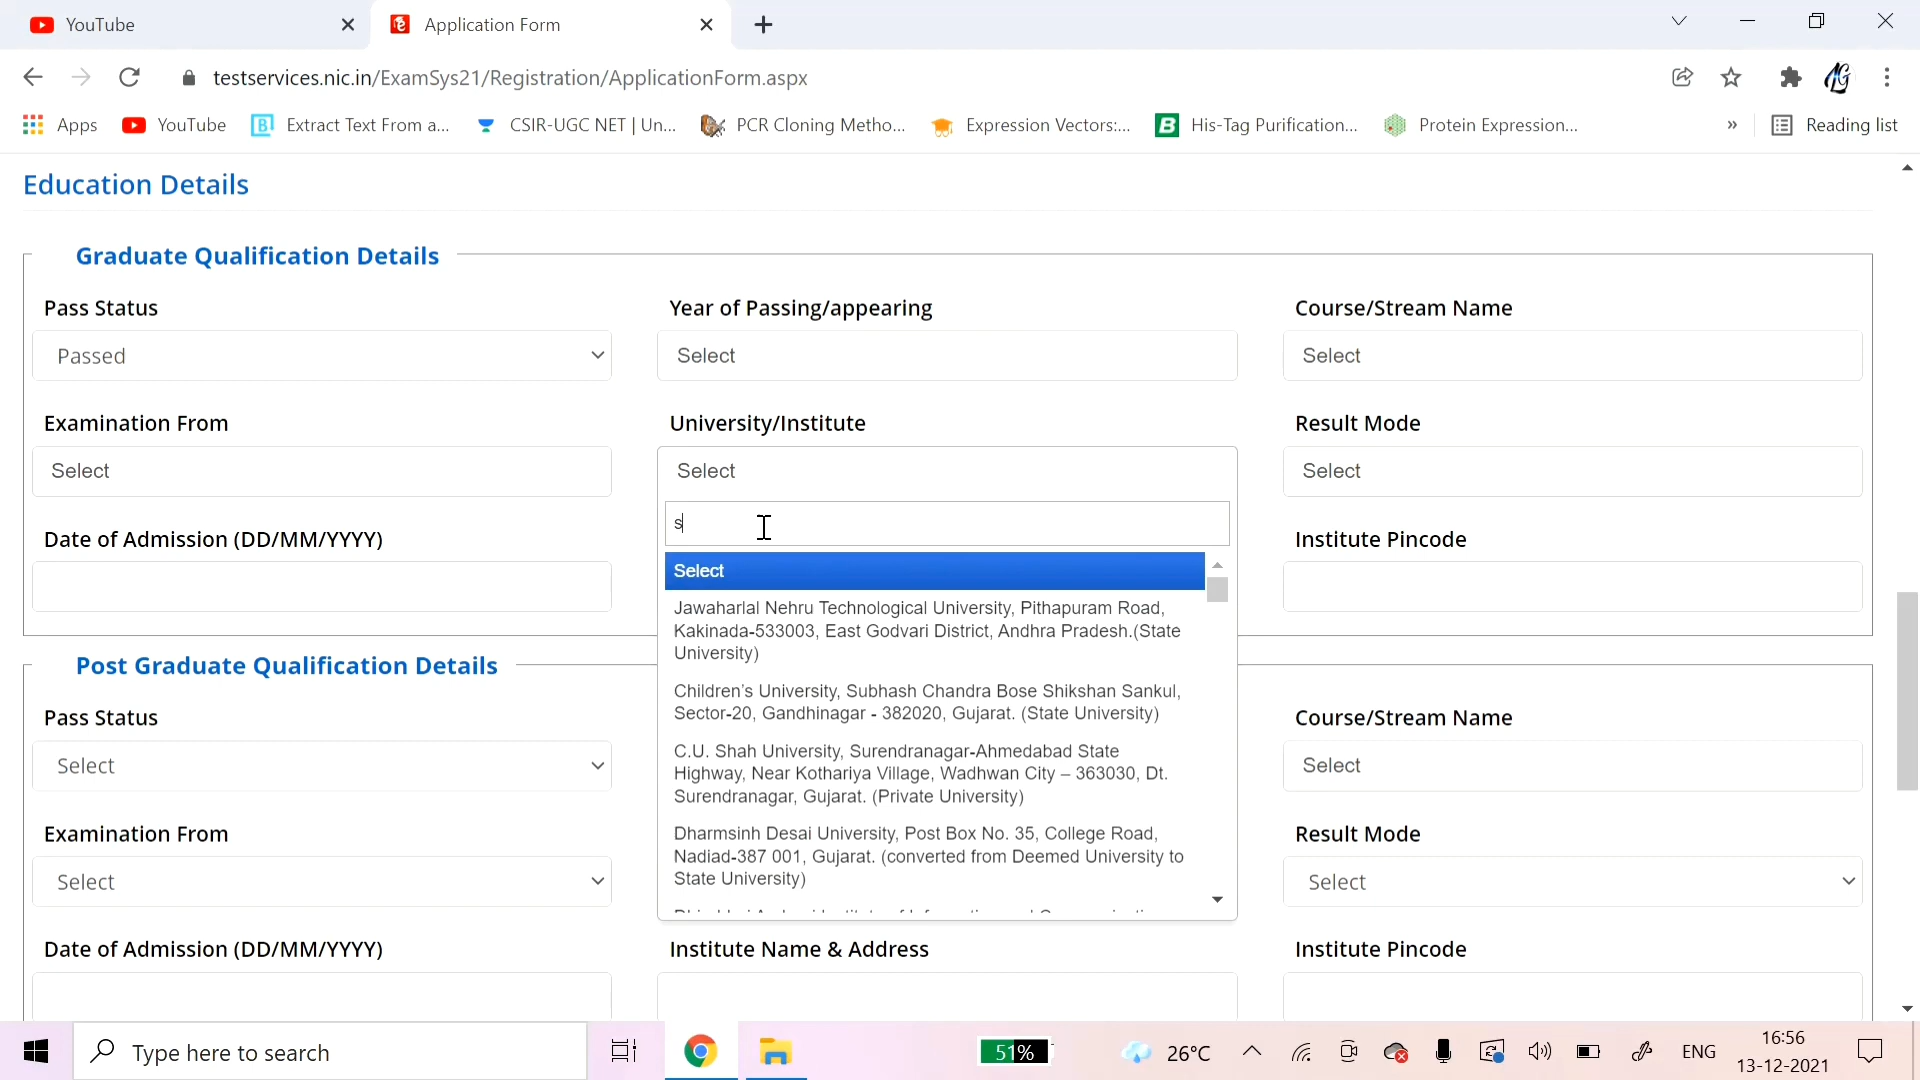 YouTube
Application Form
testservices.nic.in/ExamSys21/Registration/ApplicationForm.aspx
Apps
YouTube
Extract Text From a...
CSIR-UGC NET | Un...
PCR Cloning Metho...
Expression Vectors:...
His-Tag Purification...
Protein Expression...
»
Reading list
Education Details
Graduate Qualification Details
Pass Status
Year of Passing/appearing
Course/Stream Name
Passed
Select
Select
Examination From
University/Institute
Result Mode
Select
Select
Select
s
Date of Admission (DD/MM/YYYY)
Institute Pincode
Select
Jawaharlal Nehru Technological University, Pithapuram Road,
Kakinada-533003, East Godvari District, Andhra Pradesh.(State
University)
Children's University, Subhash Chandra Bose Shikshan Sankul,
Sector-20, Gandhinagar - 382020, Gujarat. (State University)
C.U. Shah University, Surendranagar-Ahmedabad State
Highway, Near Kothariya Village, Wadhwan City – 363030, Dt.
Surendranagar, Gujarat. (Private University)
Dharmsinh Desai University, Post Box No. 35, College Road,
Nadiad-387 001, Gujarat. (converted from Deemed University to
State University)
Post Graduate Qualification Details
Pass Status
Course/Stream Name
Select
Select
Examination From
Result Mode
Select
Select
Date of Admission (DD/MM/YYYY)
Institute Name & Address
Institute Pincode
Type here to search
51%
26°C
ENG
16:56
13-12-2021